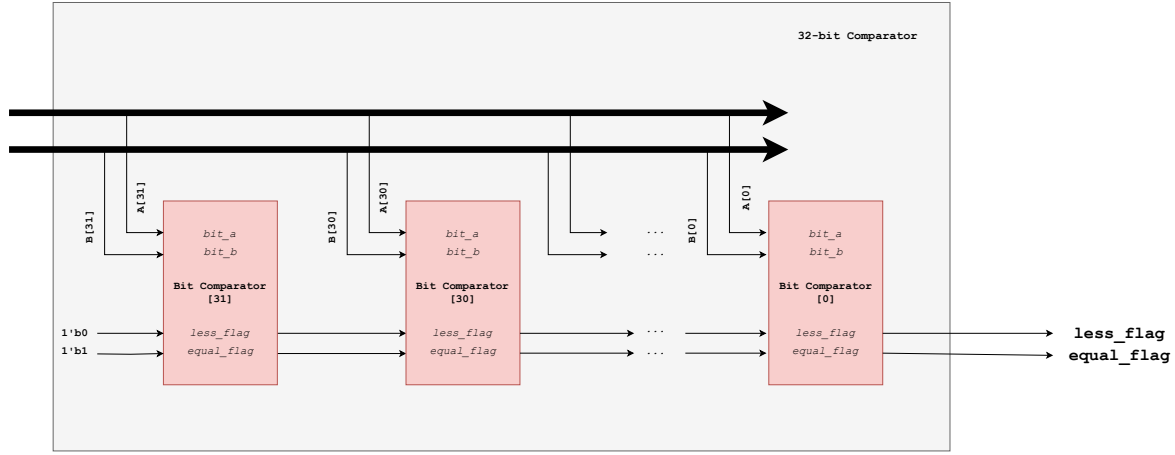 32-bit Comparator
B[31]
A[31]
B[30]
A[30]
B[0]
A[0]
bit_a
bit_b
Bit Comparator
[31]
less_flag
equal_flag
bit_a
bit_b
Bit Comparator
[30]
less_flag
equal_flag
...
...
...
...
bit_a
bit_b
Bit Comparator
[0]
less_flag
equal_flag
1'b0
1'b1
less_flag
equal_flag